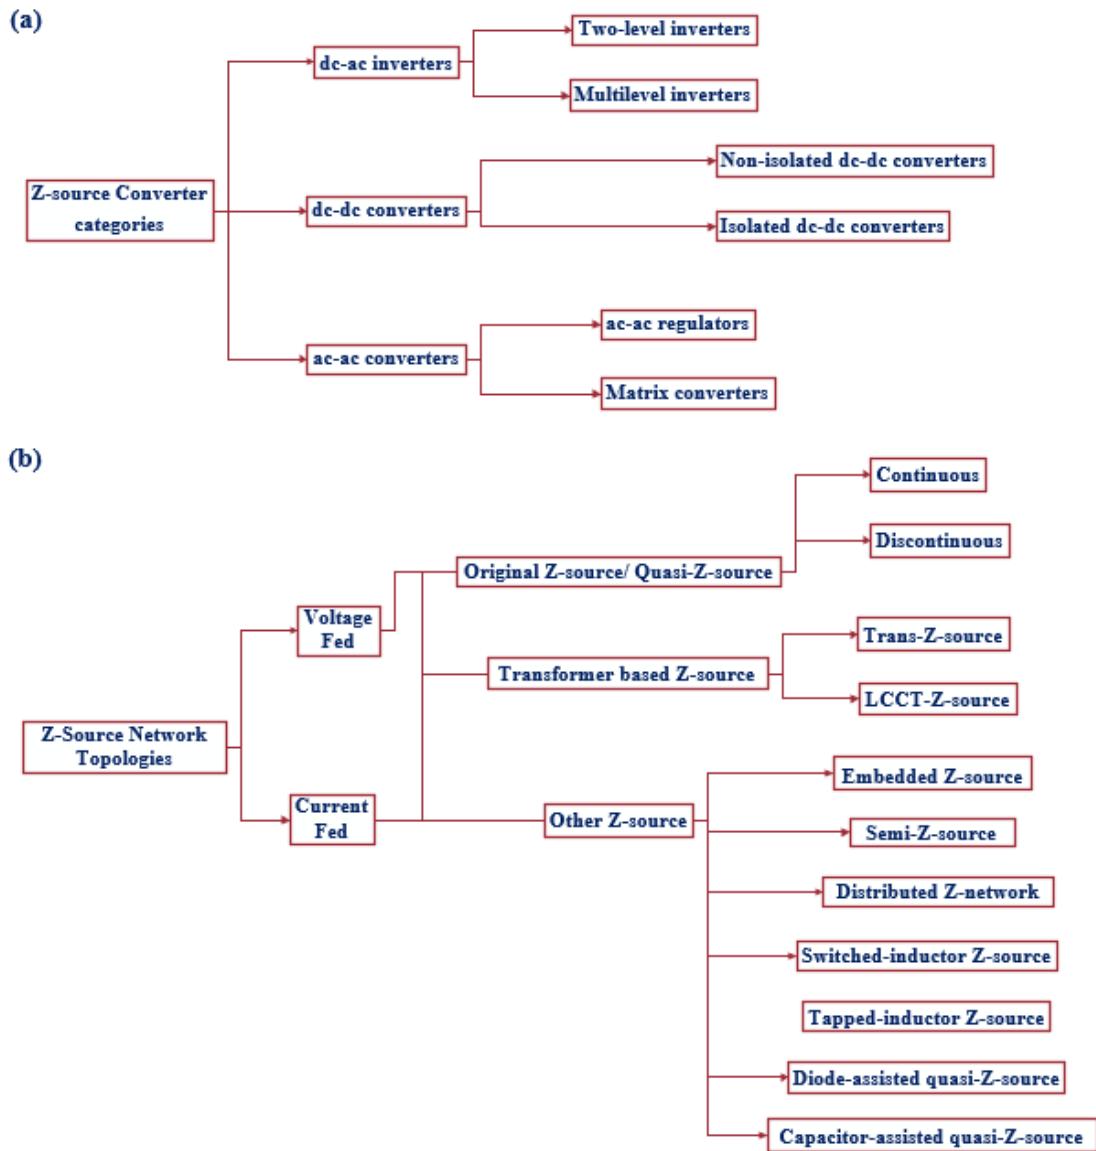 (a)
Two-level inverters
dc-ac inverters
Multilevel inverters
Non-isolated dc-dc converters
Z-source Converter
categories
dc-dc converters
Isolated dc-dc converters
ac-ac regulators
ac-ac converters
Matrix converters
(b)
Continuous
Discontinuous
Original Z-source/ Quasi-Z-source
Voltage
Fed
Trans-Z-source
Transformer based Z-source
LCCT-Z-source
Z-Source Network
Topologies
Embedded Z-source
Current
Fed
Other Z-source
Semi-Z-source
Distributed Z-network
Switched-inductor Z-source
Tapped-inductor Z-source
Diode-assisted quasi-Z-source
Capacitor-assisted quasi-Z-source